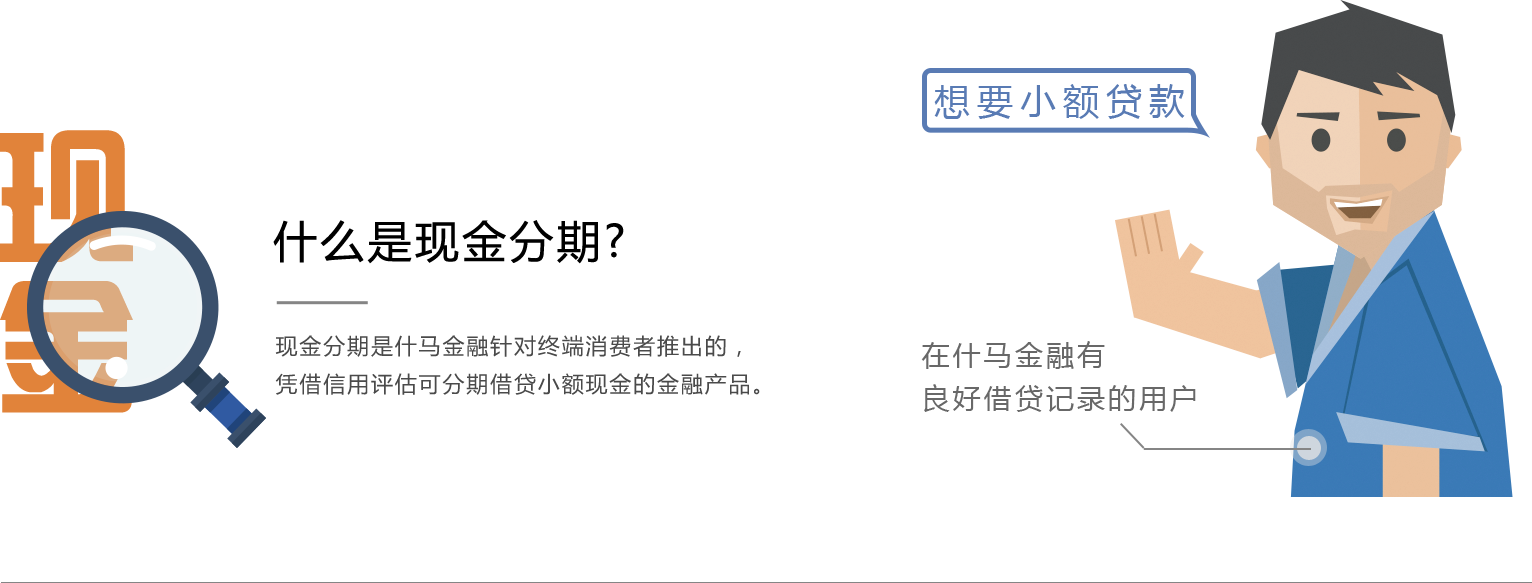 现金
什么是现金分期?
现金分期是什马金融针对终端消费者推出的，
凭借信用评估可分期借贷小额现金的金融产品。
想要小额贷款
在什马金融有
良好借贷记录的用户